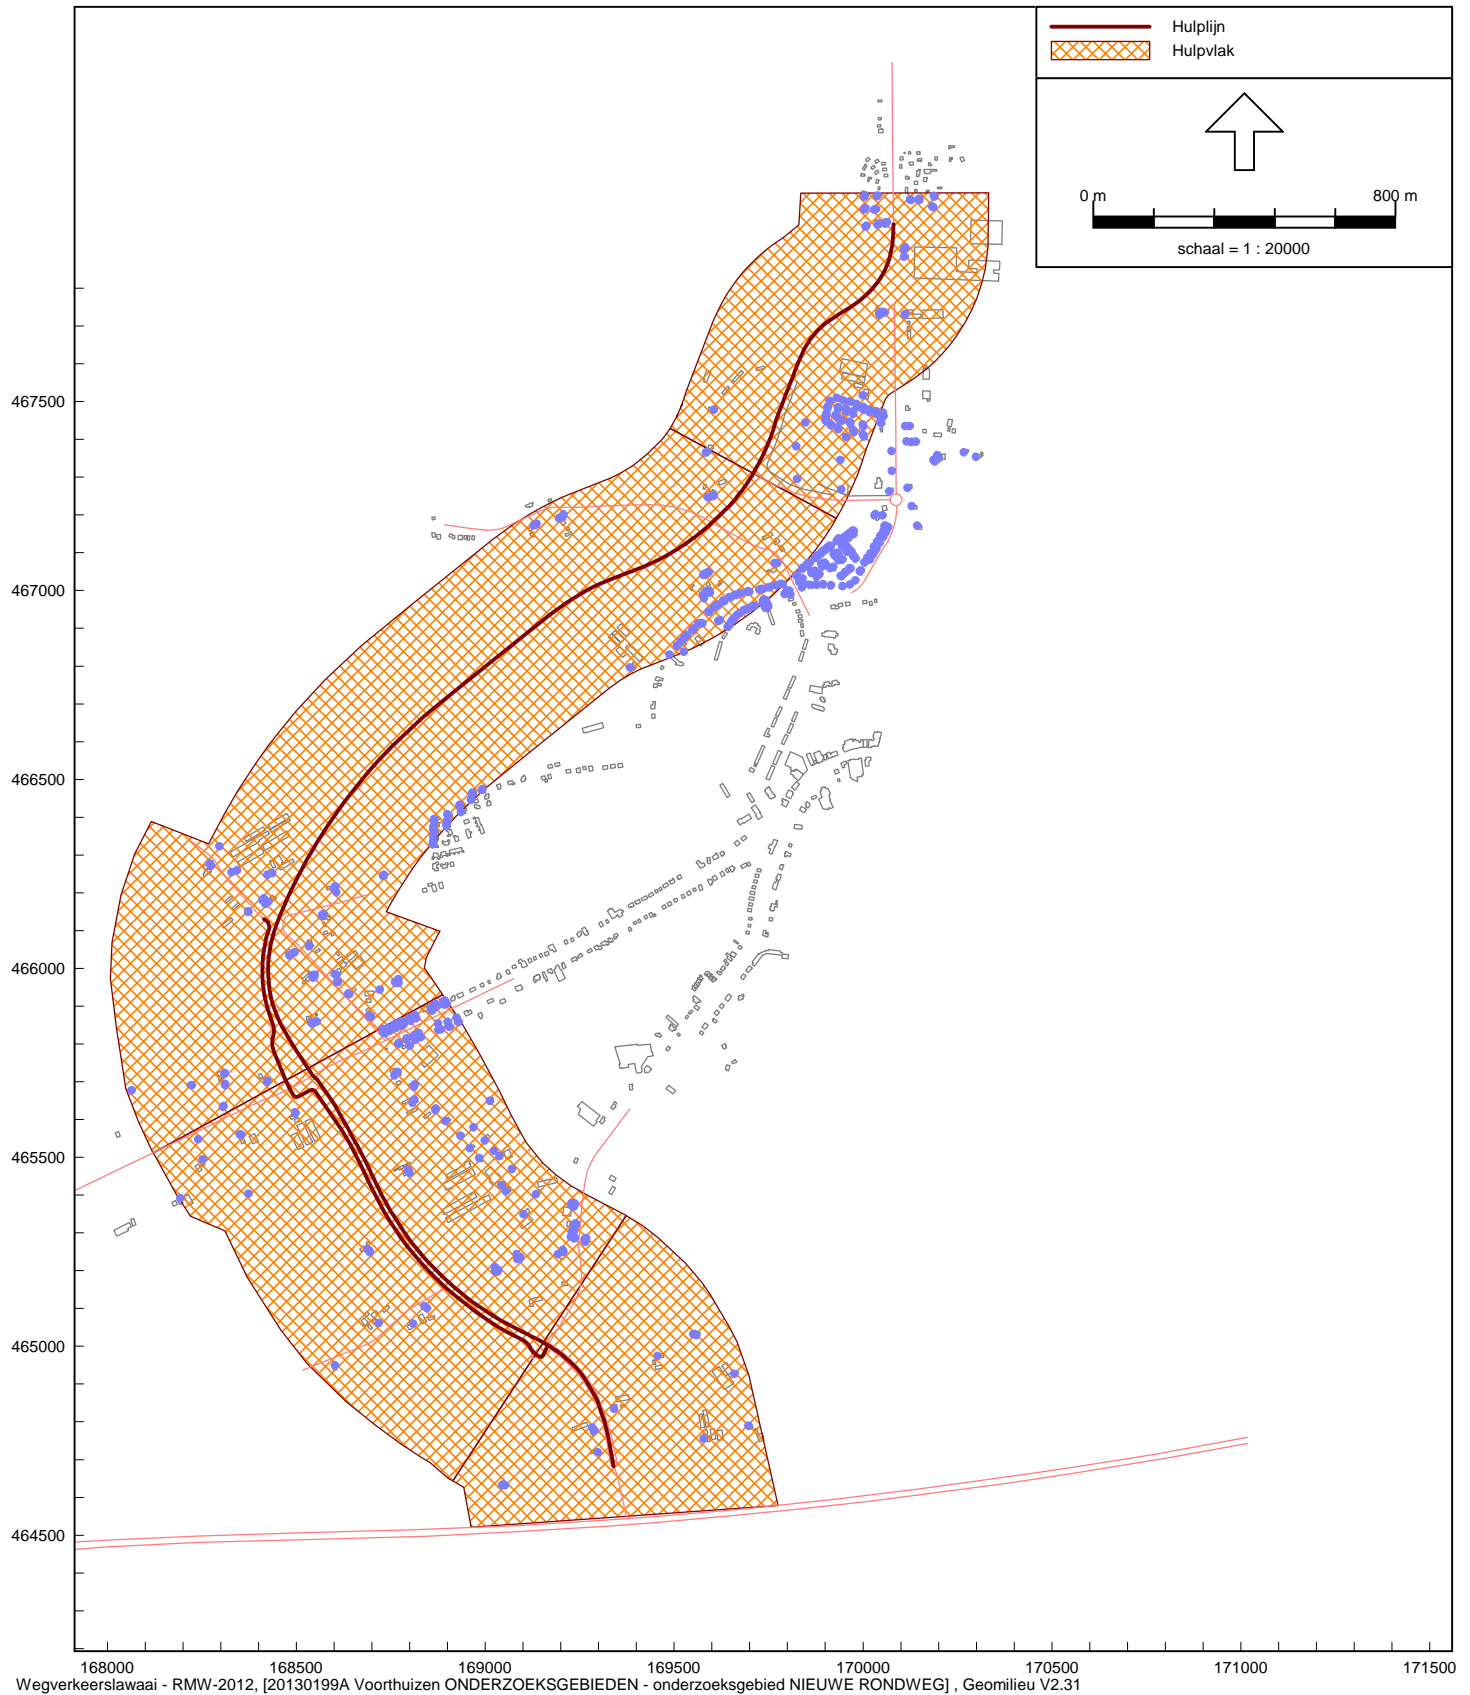 Hulplijn
Hulpvlak
0 m 800 m
schaal = 1 : 20000
467500
467000
466500
466000
465500
465000
464500
168000 168500 169000 169500 170000 170500 171000 171500
Wegverkeerslawaai - RMW-2012, [20130199A Voorthuizen ONDERZOEKSGEBIEDEN - onderzoeksgebied NIEUWE RONDWEG] , Geomilieu V2.31